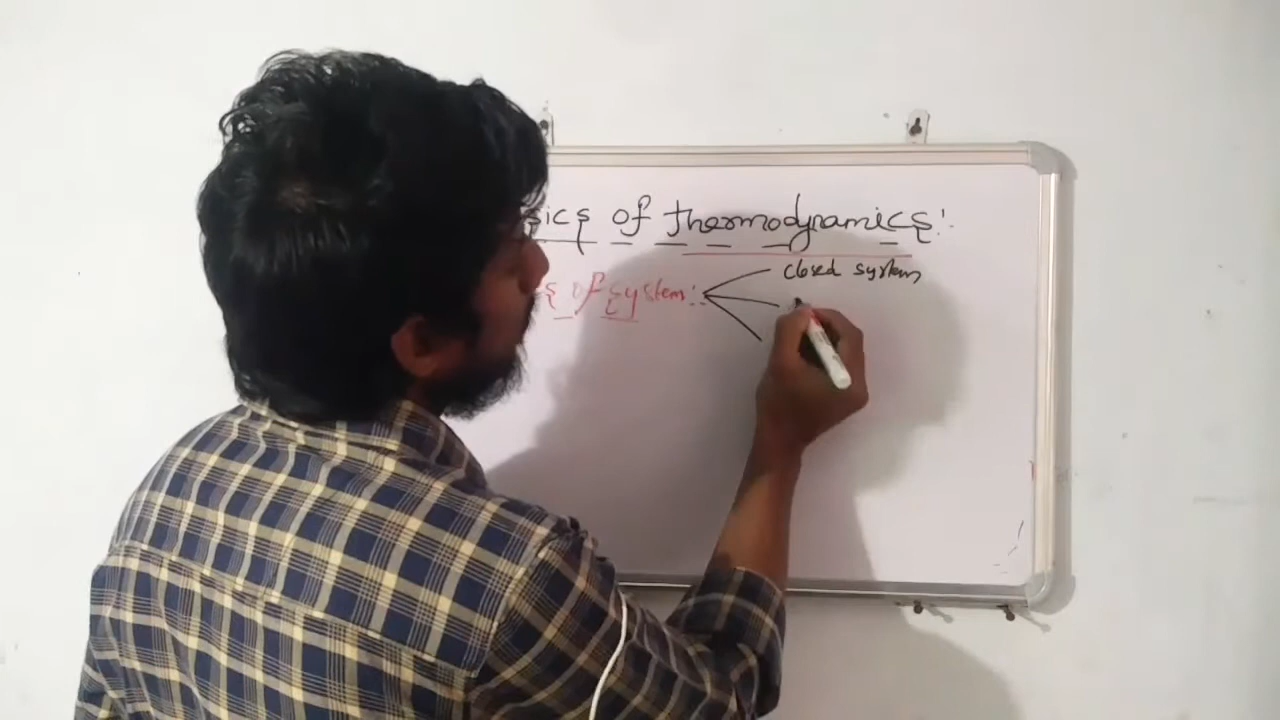 sics of thermodynamics:-
s of system:-
closed system